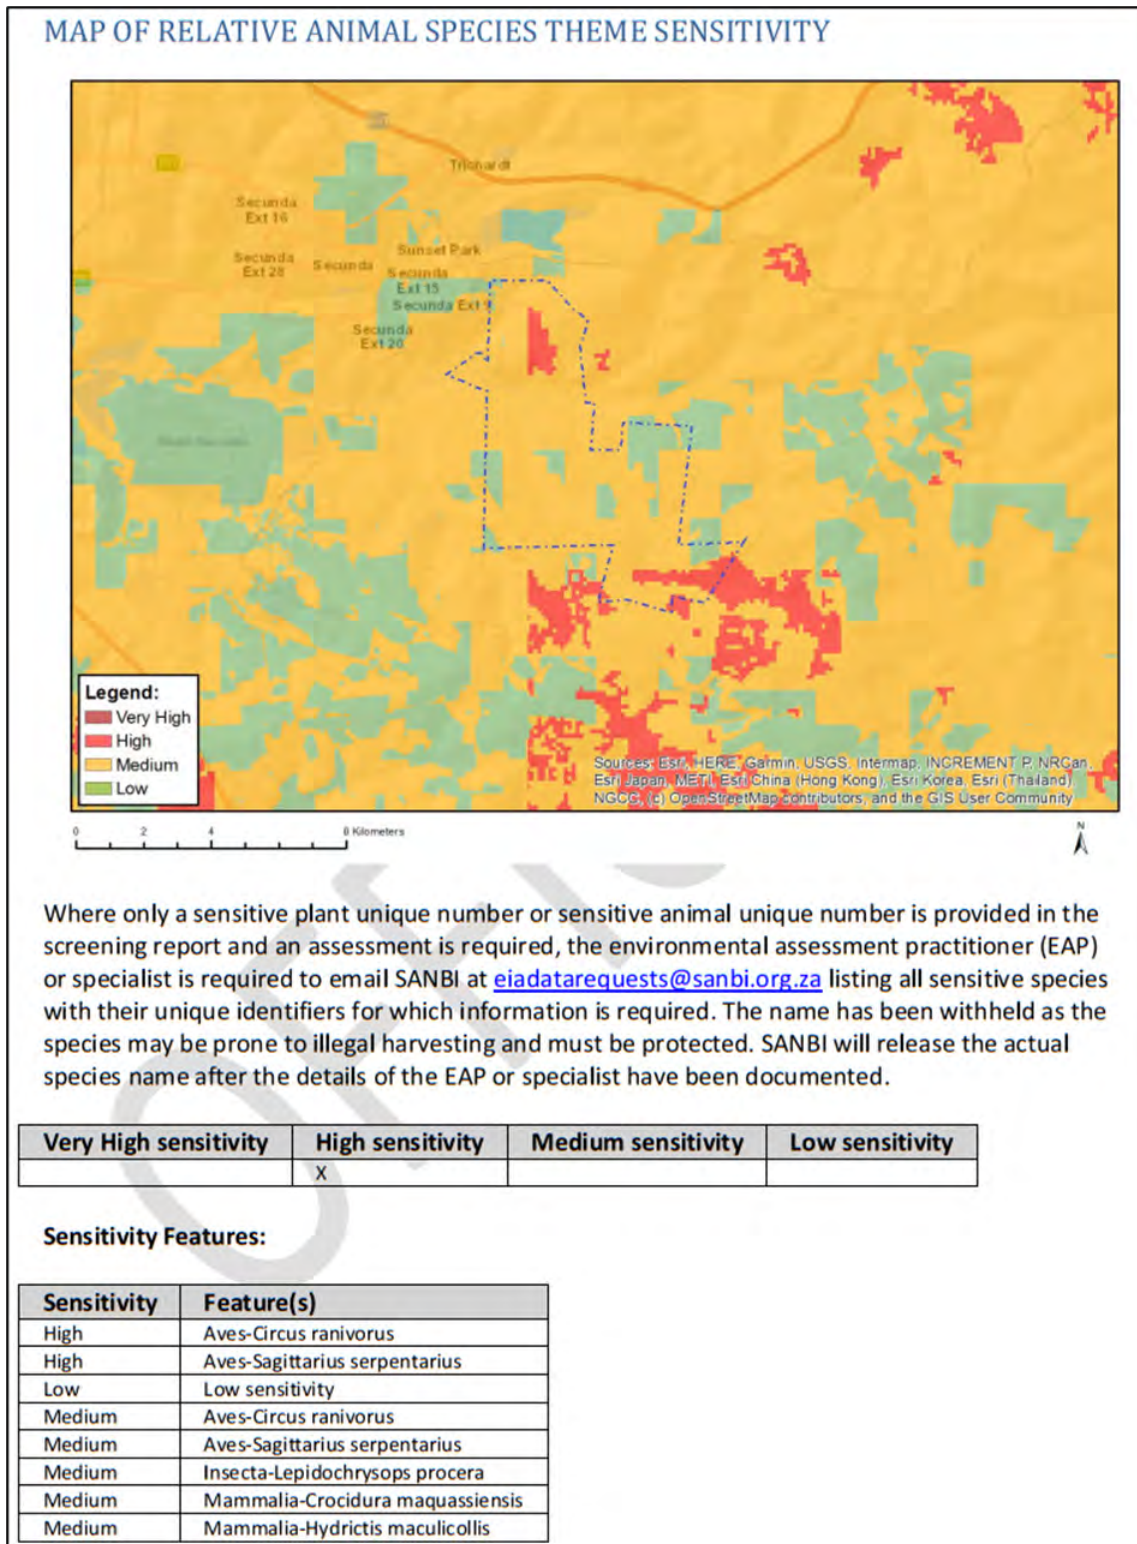 MAP OF RELATIVE ANIMAL SPECIES THEME SENSITIVITY
Trichardt
Secunda
Ext 16
Sunset Park
Secunda
Ext 28
Secunda
Secunda
Ext 15
Secunda Ext
Secunda
Ext 20
Legend:
Very High
High
Medium
Low
Sources: Esri, HERE, Garmin, USGS, Intermap, INCREMENT P, NRCan,
Esri Japan, METI, Esri China (Hong Kong), Esri Korea, Esri (Thailand),
NGCC, (c) OpenStreetMap contributors, and the GIS User Community
0 2 4 8 Kilometers
N
Where only a sensitive plant unique number or sensitive animal unique number is provided in the
screening report and an assessment is required, the environmental assessment practitioner (EAP)
or specialist is required to email SANBI at eiadatarequests@sanbi.org.za listing all sensitive species
with their unique identifiers for which information is required. The name has been withheld as the
species may be prone to illegal harvesting and must be protected. SANBI will release the actual
species name after the details of the EAP or specialist have been documented.
Very High sensitivity High sensitivity Medium sensitivity Low sensitivity
X
Sensitivity Features:
Sensitivity Feature(s)
High Aves-Circus ranivorus
High Aves-Sagittarius serpentarius
Low Low sensitivity
Medium Aves-Circus ranivorus
Medium Aves-Sagittarius serpentarius
Medium Insecta-Lepidochrysops procera
Medium Mammalia-Crocidura maquassiensis
Medium Mammalia-Hydrictis maculicollis